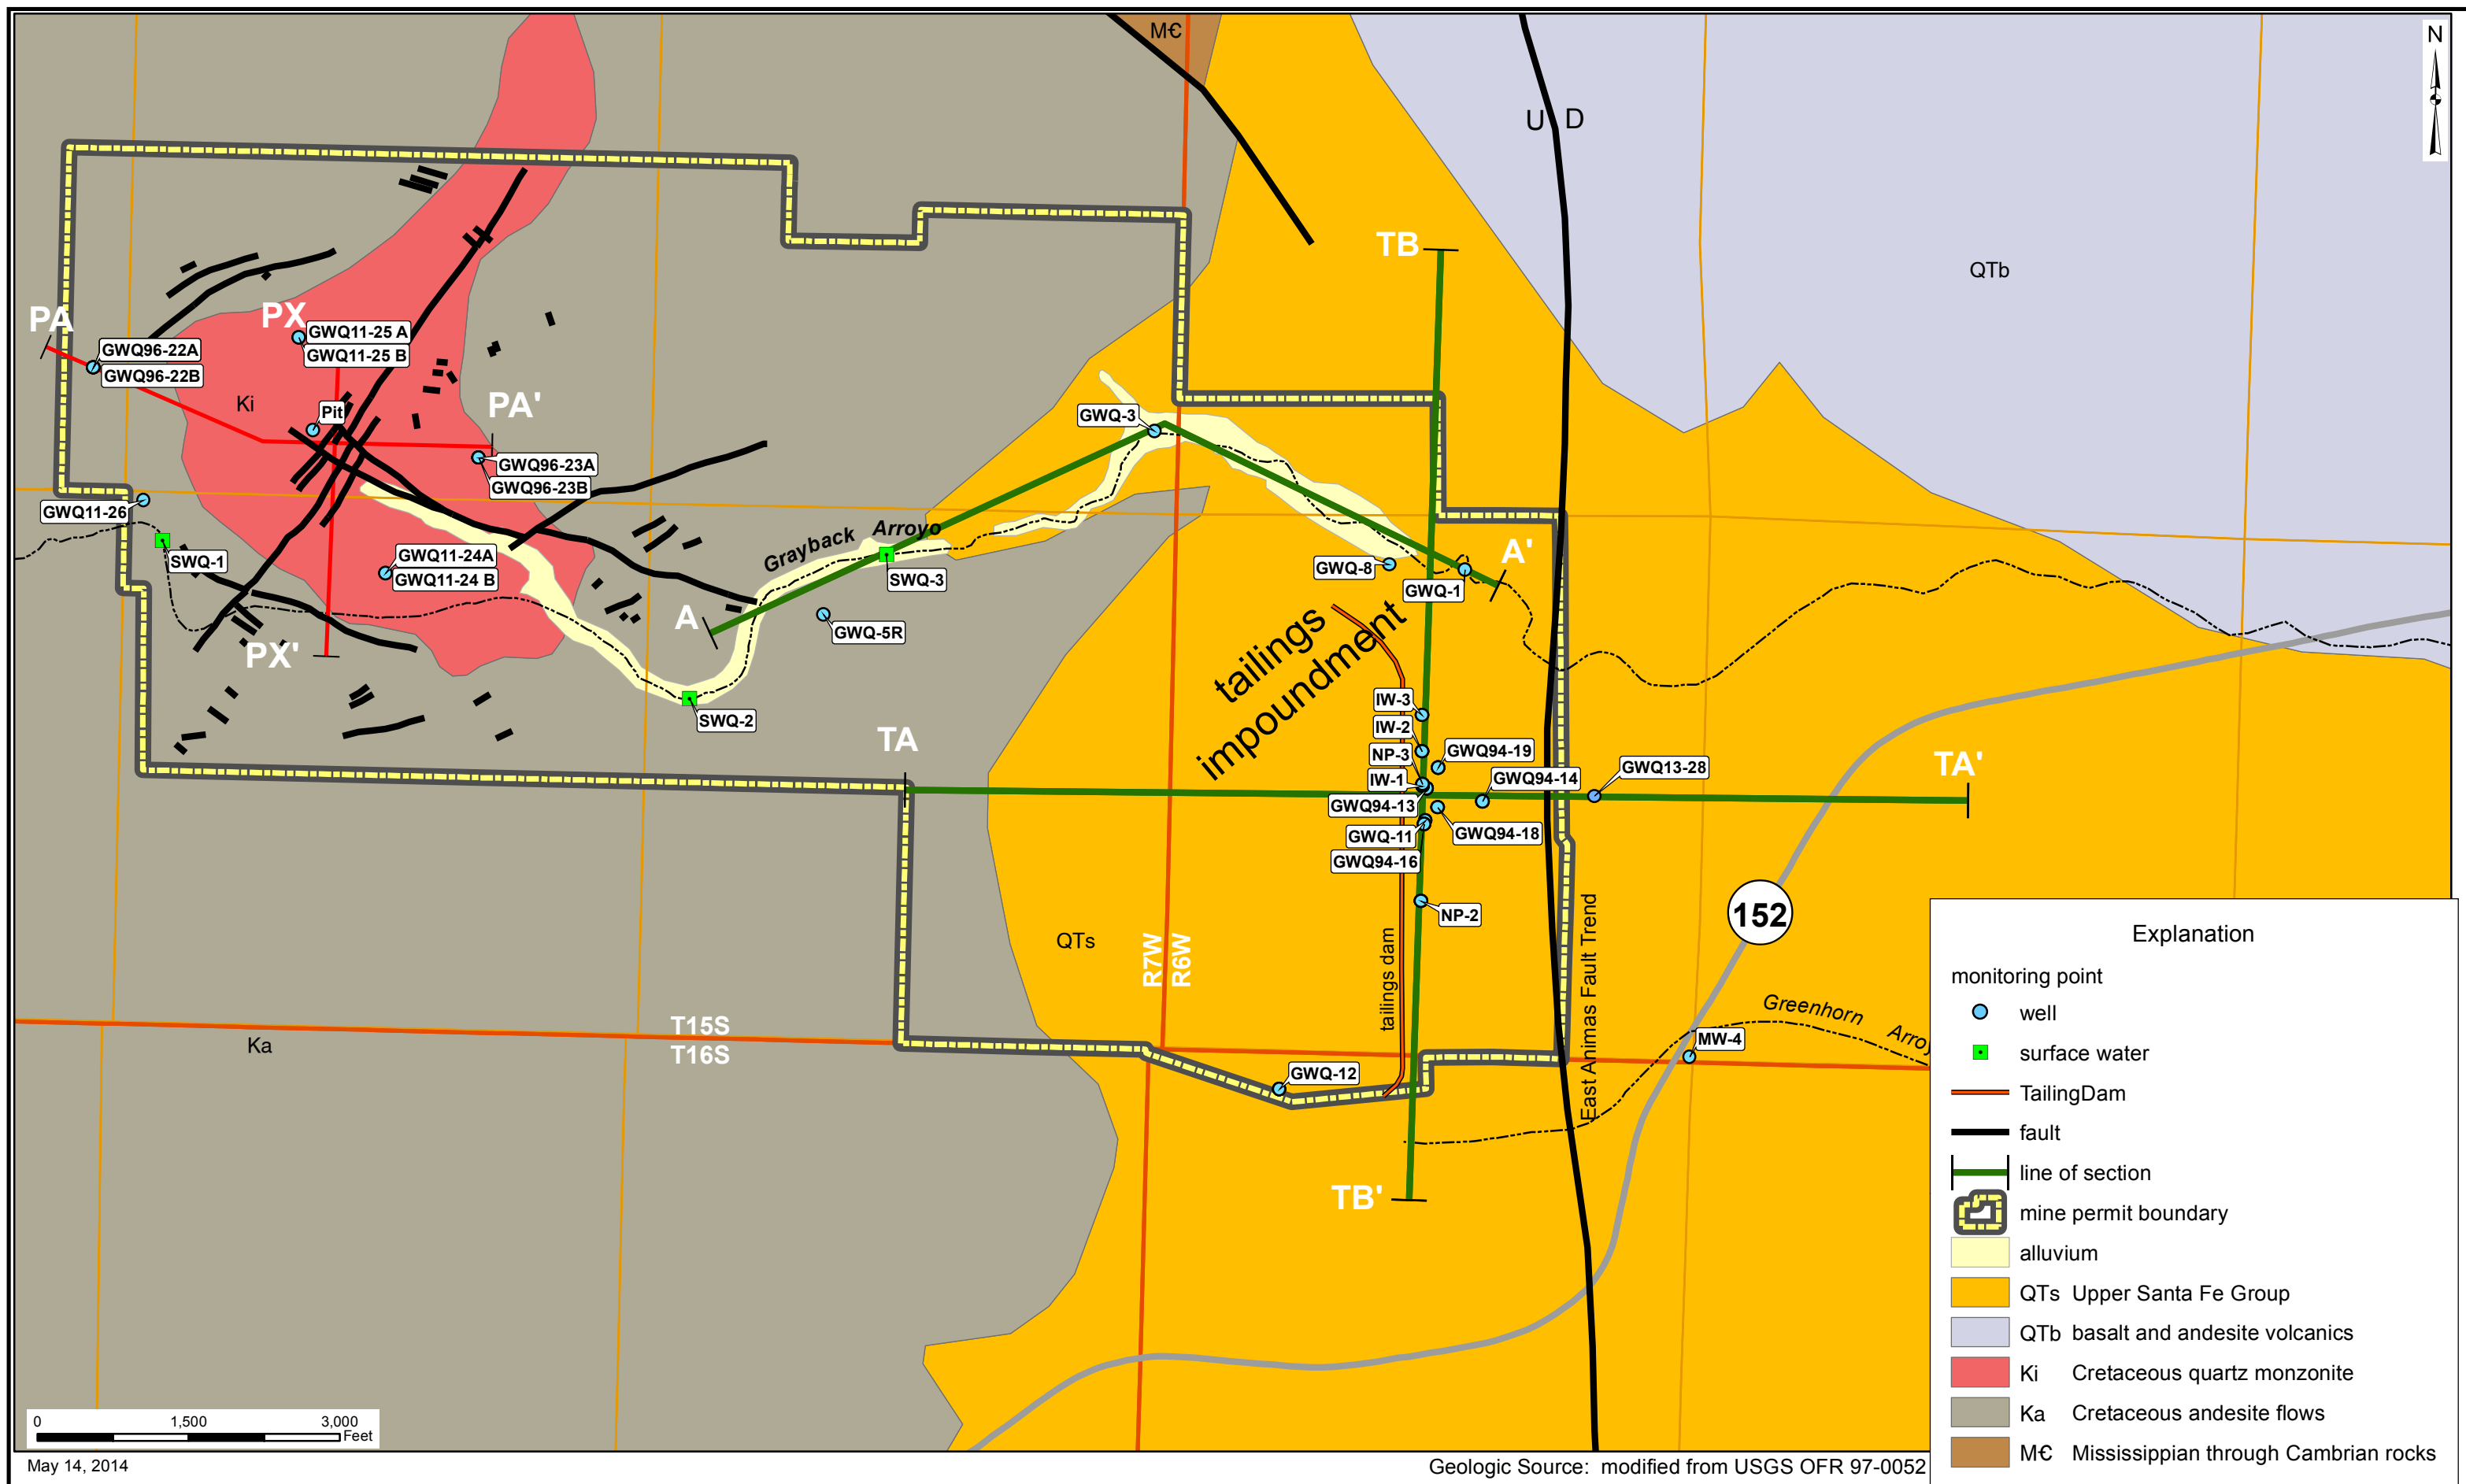 M€
N
U D
QTb
TB
PA
PX
GWQ11-25 A
GWQ11-25 B
GWQ96-22A
GWQ96-22B
Ki
Pit
PA'
GWQ-3
GWQ96-23A
GWQ96-23B
GWQ11-26
SWQ-1
GWQ11-24A
GWQ11-24 B
Grayback Arroyo
SWQ-3
GWQ-8
GWQ-1
A'
A
GWQ-5R
PX'
SWQ-2
tailings
impoundment
IW-3
IW-2
NP-3
IW-1
GWQ94-19
GWQ94-14
GWQ13-28
TA
TA'
GWQ94-13
GWQ-11
GWQ94-18
GWQ94-16
NP-2
QTs
R7W
R6W
tailings dam
East Animas Fault Trend
152
T15S
T16S
Ka
Greenhorn Arroy
MW-4
GWQ-12
TB'
Explanation
monitoring point
well
surface water
TailingDam
fault
line of section
mine permit boundary
alluvium
QTs Upper Santa Fe Group
QTb basalt and andesite volcanics
Ki Cretaceous quartz monzonite
Ka Cretaceous andesite flows
M€ Mississippian through Cambrian rocks
0 1,500 3,000
Feet
May 14, 2014
Geologic Source: modified from USGS OFR 97-0052